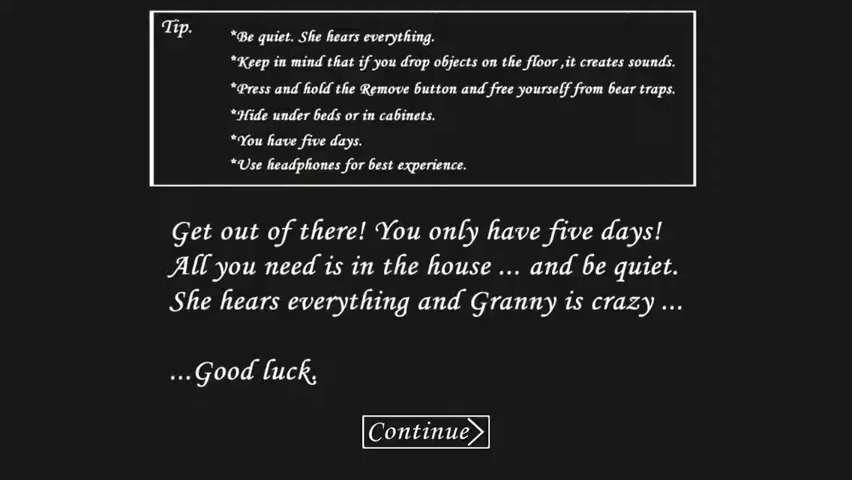 Tip.
*Be quiet. She hears everything.
*Keep in mind that if you drop objects on the floor ,it creates sounds.
*Press and hold the Remove button and free yourself from bear traps.
*Hide under beds or in cabinets.
*You have five days.
*Use headphones for best experience.
Get out of there! You only have five days!
All you need is in the house ... and be quiet.
She hears everything and Granny is crazy ...
...Good luck.
Continue